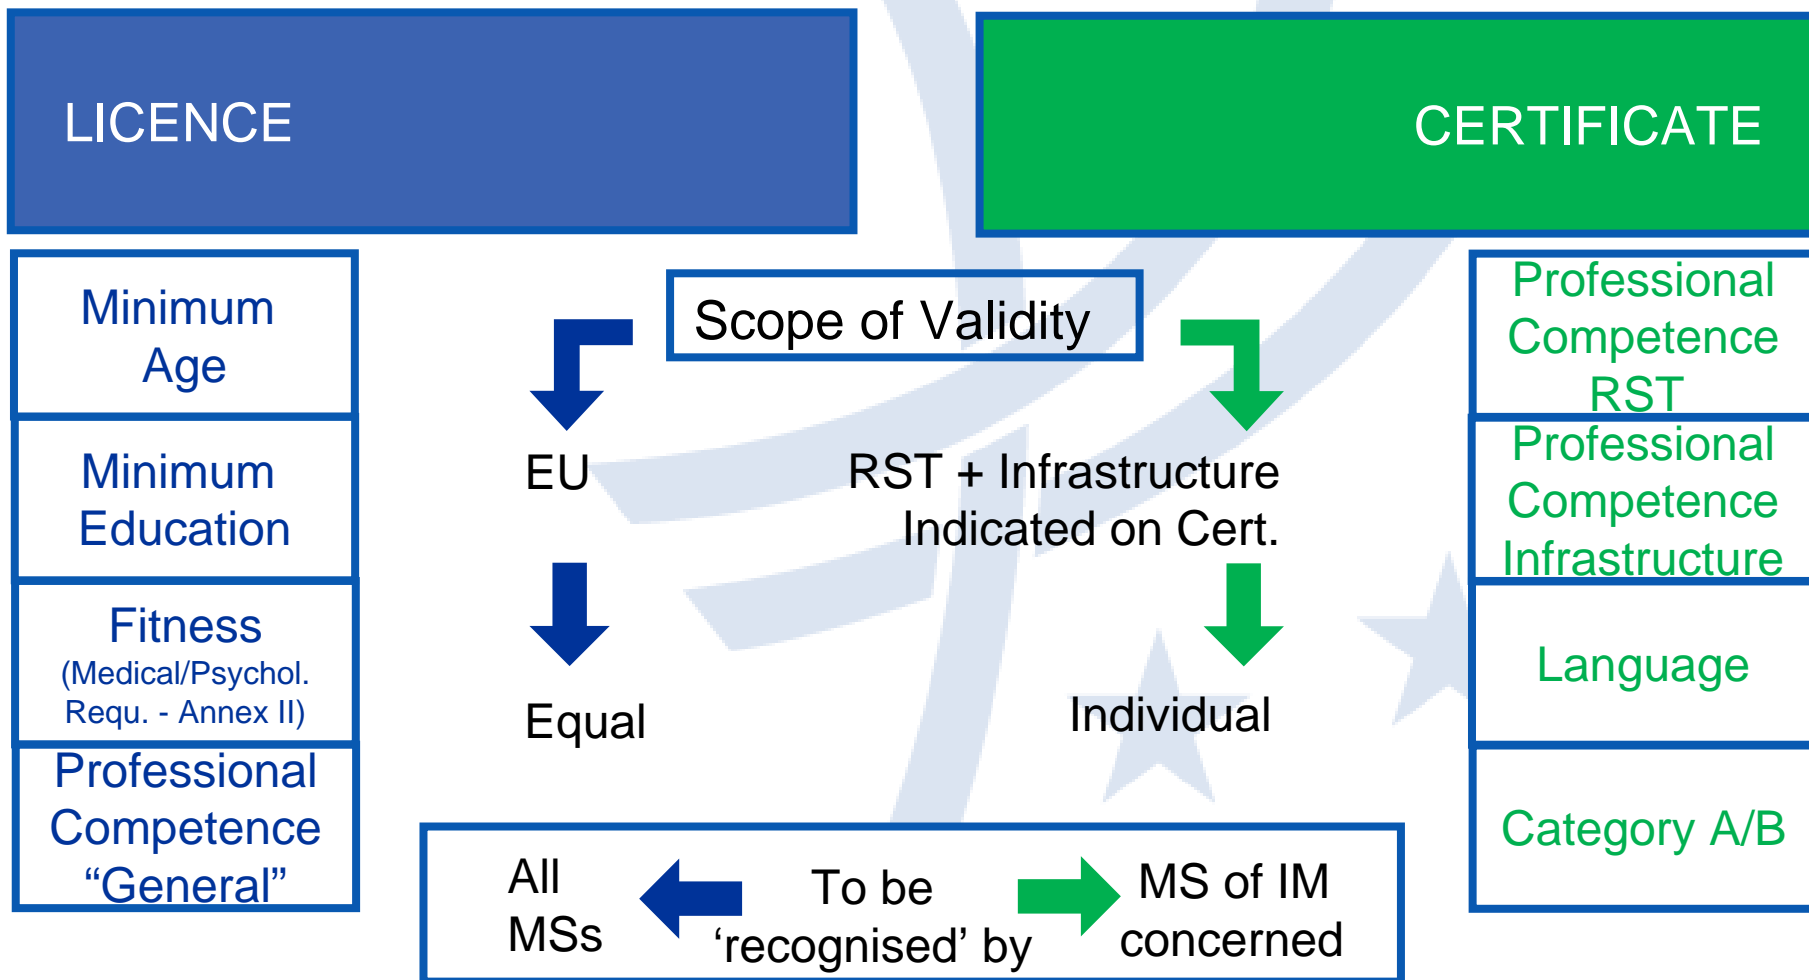 LICENCE
CERTIFICATE
Minimum
Age
Minimum
Education
Fitness
(Medical/Psychol.
Requ. - Annex II)
Professional
Competence
“General”
Scope of Validity
EU
Equal
RST + Infrastructure
Indicated on Cert.
Individual
All
MSs
To be
‘recognised’ by
MS of IM
concerned
Professional
Competence
RST
Professional
Competence
Infrastructure
Language
Category A/B